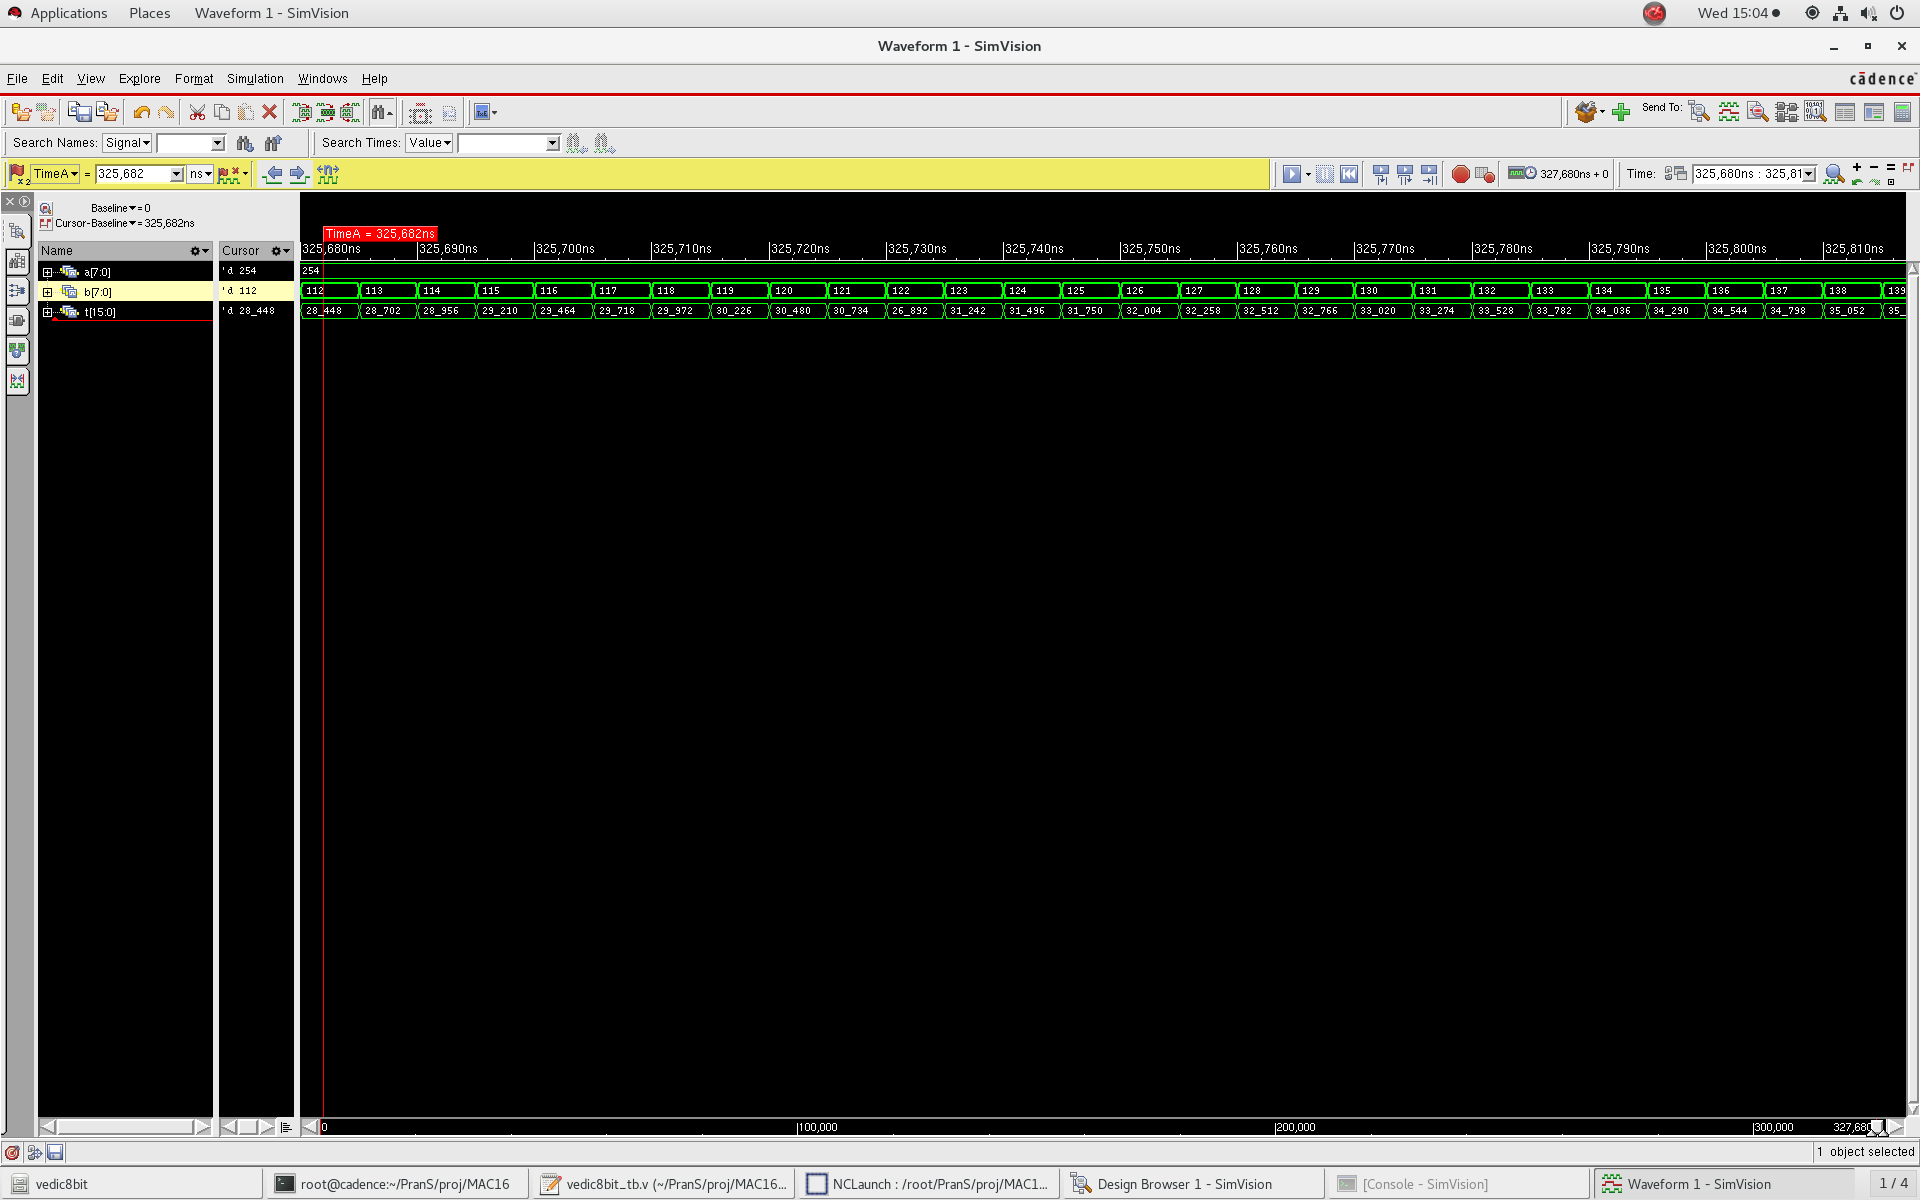 Applications Places Waveform 1 - SimVision Wed 15:04
Waveform 1 - SimVision
File Edit View Explore Format Simulation Windows Help cādence
Send To:
Search Names: Signal Search Times: Value
x2 TimeA = 325,682 ns 327,680ns + 0 Time: 325,680ns : 325,81
Baseline = 0
Cursor-Baseline = 325,682ns
TimeA = 325,682ns
Name Cursor 325,680ns 325,690ns 325,700ns 325,710ns 325,720ns 325,730ns 325,740ns 325,750ns 325,760ns 325,770ns 325,780ns 325,790ns 325,800ns 325,810ns
a[7:0] 'd 254 254
b[7:0] 'd 112 112 113 114 115 116 117 118 119 120 121 122 123 124 125 126 127 128 129 130 131 132 133 134 135 136 137 138 139
t[15:0] 'd 28_448 28_448 28_702 28_956 29_210 29_464 29_718 29_972 30_226 30_480 30_734 26_892 31_242 31_496 31_750 32_004 32_258 32_512 32_766 33_020 33_274 33_528 33_782 34_036 34_290 34_544 34_798 35_052 35_
0 100,000 200,000 300,000 327,680
1 object selected
vedic8bit root@cadence:~/PranS/proj/MAC16 vedic8bit_tb.v (~/PranS/proj/MAC16... NCLaunch : /root/PranS/proj/MAC1... Design Browser 1 - SimVision [Console - SimVision] Waveform 1 - SimVision 1 / 4